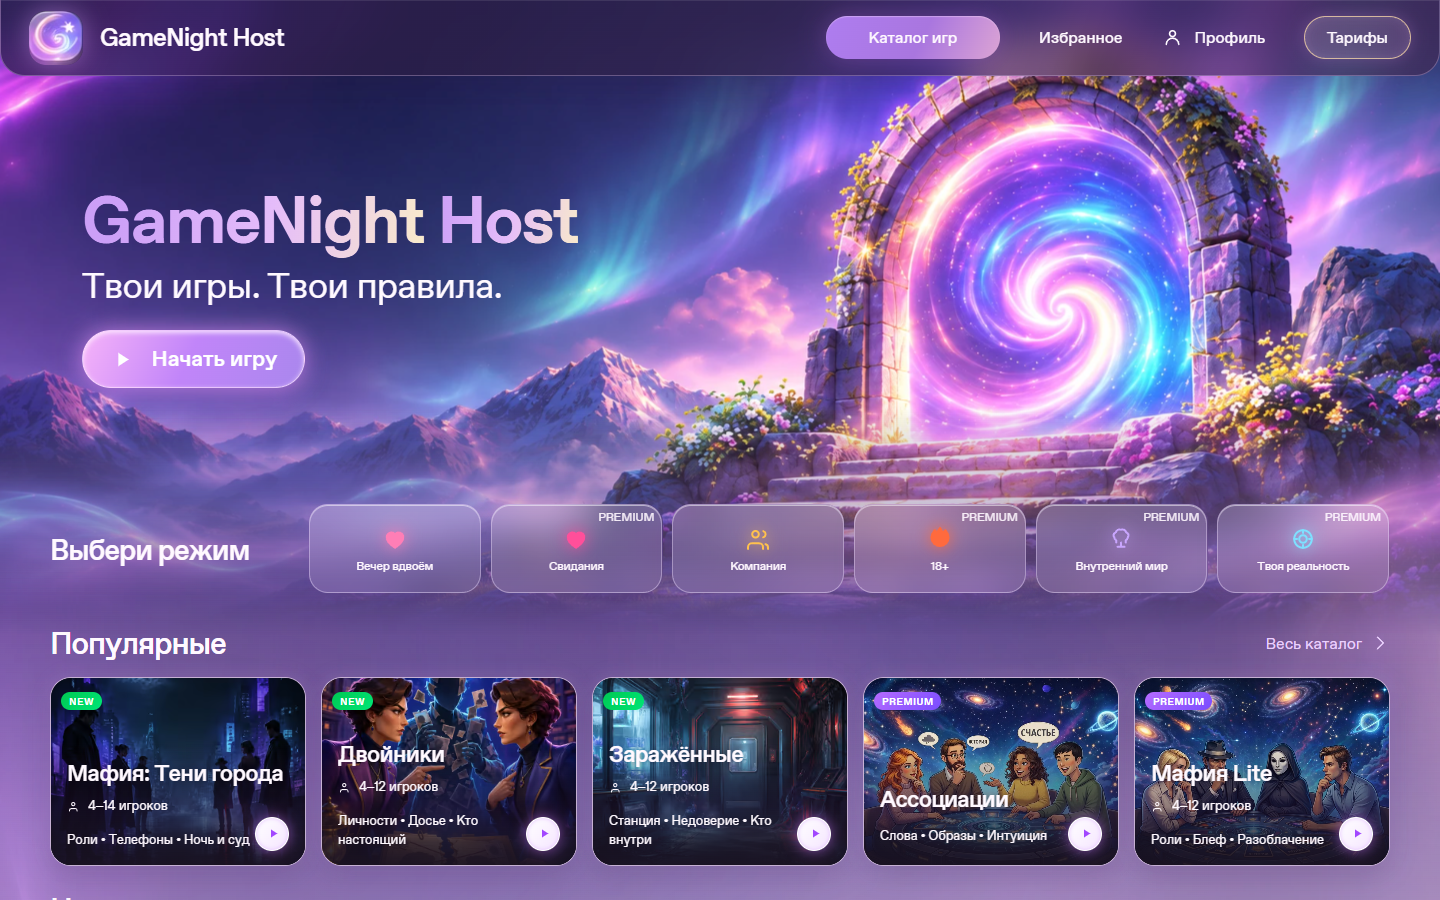 GameNight Host
Каталог игр
Избранное
Профиль
Тарифы
GameNight Host
Твои игры. Твои правила.
Начать игру
Выбери режим
Вечер вдвоём
PREMIUM
Свидания
Компания
PREMIUM
18+
PREMIUM
Внутренний мир
PREMIUM
Твоя реальность
Популярные
Весь каталог
NEW
Мафия: Тени города
4–14 игроков
Роли • Телефоны • Ночь и суд
NEW
Двойники
4–12 игроков
Личности • Досье • Кто
настоящий
NEW
Заражённые
4–12 игроков
Станция • Недоверие • Кто
внутри
PREMIUM
СЧАСТЬЕ
Ассоциации
Слова • Образы • Интуиция
PREMIUM
Мафия Lite
4–12 игроков
Роли • Блеф • Разоблачение